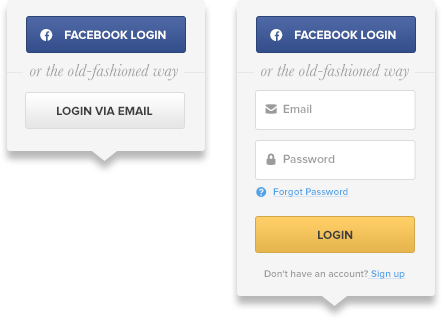 FACEBOOK LOGIN
or the old-fashioned way
LOGIN VIA EMAIL
FACEBOOK LOGIN
or the old-fashioned way
Email
Password
? Forgot Password
LOGIN
Don't have an account? Sign up